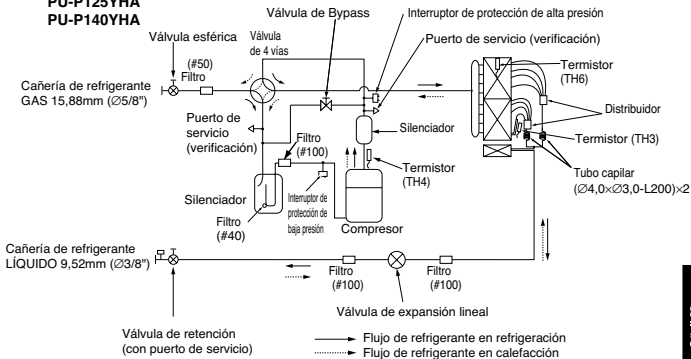 PU-P125YHA
PU-P140YHA
Válvula de Bypass
Interruptor de protección de alta presión
Válvula esférica
Válvula
de 4 vías
Puerto de servicio (verificación)
(#50)
Filtro
Termistor
(TH6)
Cañería de refrigerante
GAS 15,88mm (∅5/8")
Distribuidor
Puerto de
servicio
(verificación)
Silenciador
Filtro
(#100)
Termistor (TH3)
Termistor
(TH4)
Tubo capilar
(∅4,0×∅3,0-L200)×2
Silenciador
Interruptor de
protección de
baja presión
Filtro
(#40)
Compresor
Cañería de refrigerante
LÍQUIDO 9,52mm (∅3/8")
Filtro
(#100)
Filtro
(#100)
Válvula de expansión lineal
Válvula de retención
(con puerto de servicio)
Flujo de refrigerante en refrigeración
Flujo de refrigerante en calefacción